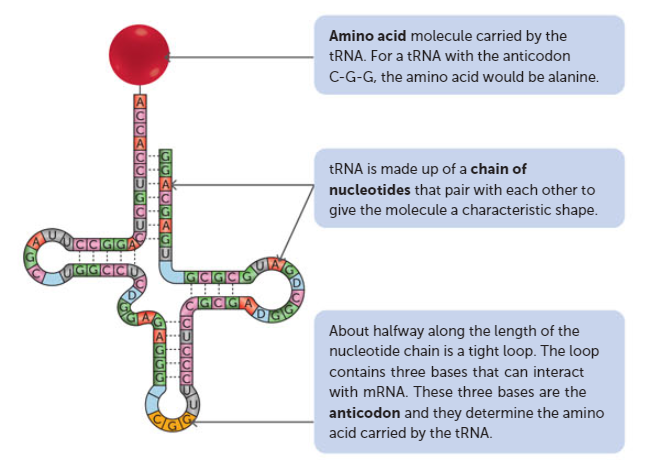 Amino acid molecule carried by the
tRNA. For a tRNA with the anticodon
C-G-G, the amino acid would be alanine.
tRNA is made up of a chain of
nucleotides that pair with each other to
give the molecule a characteristic shape.
About halfway along the length of the
nucleotide chain is a tight loop. The loop
contains three bases that can interact
with mRNA. These three bases are the
anticodon and they determine the amino
acid carried by the tRNA.